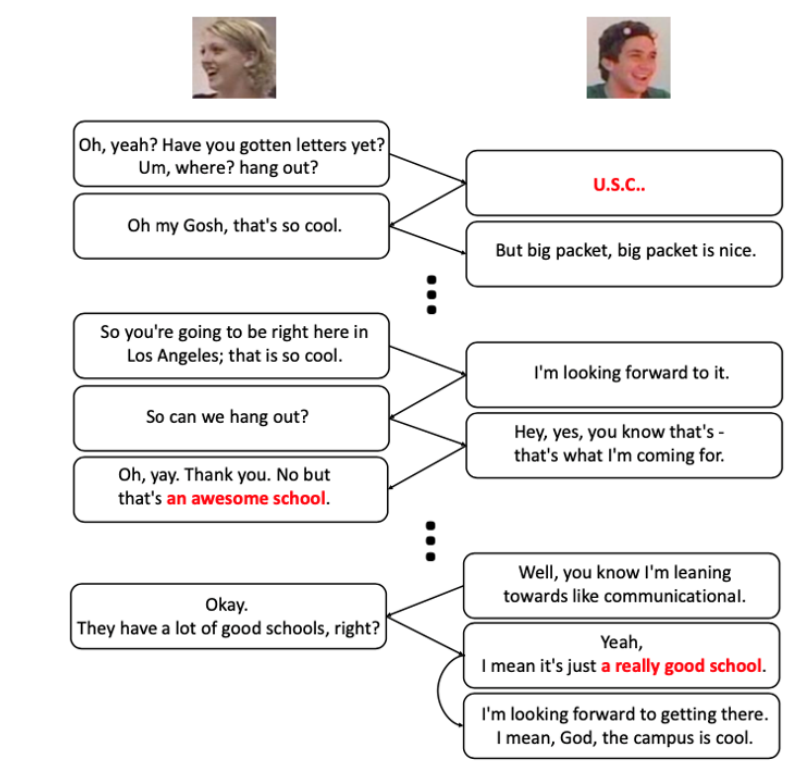 Oh, yeah? Have you gotten letters yet?
Um, where? hang out?
U.S.C..
Oh my Gosh, that's so cool.
But big packet, big packet is nice.
So you're going to be right here in
Los Angeles; that is so cool.
I'm looking forward to it.
So can we hang out?
Hey, yes, you know that's -
that's what I'm coming for.
Oh, yay. Thank you. No but
that's an awesome school.
Well, you know I'm leaning
towards like communicational.
Okay.
They have a lot of good schools, right?
Yeah,
I mean it's just a really good school.
I'm looking forward to getting there.
I mean, God, the campus is cool.